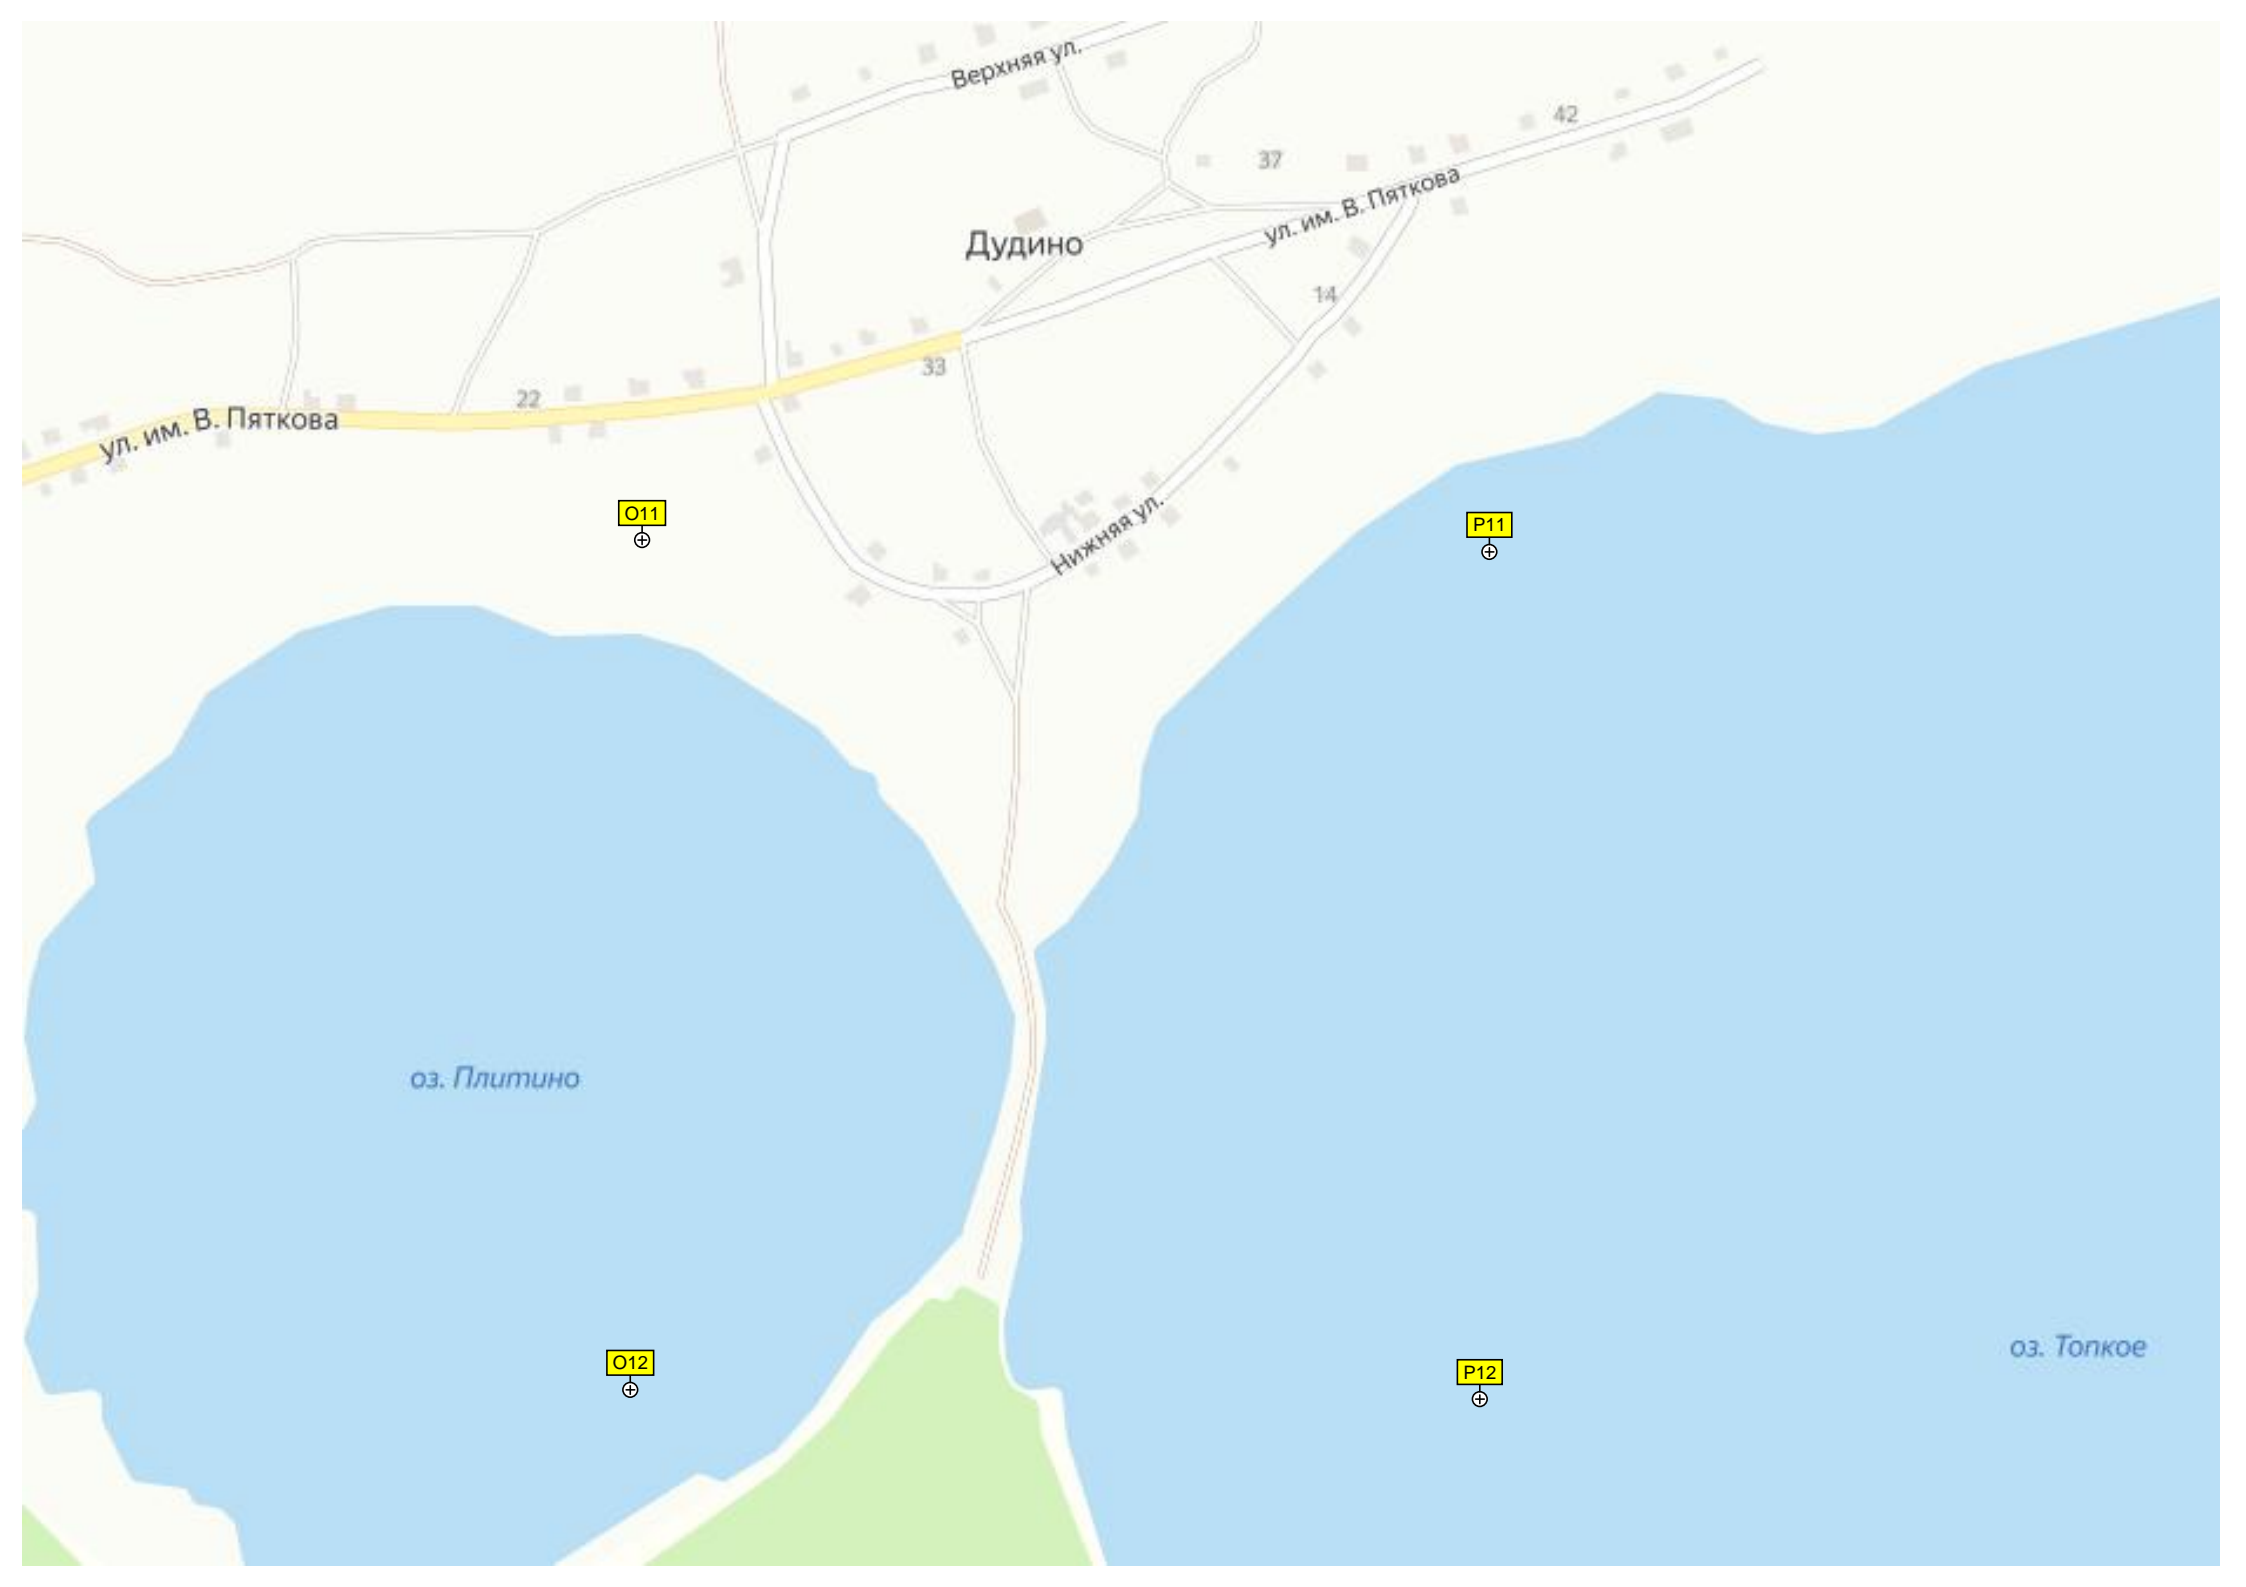 Верхняя ул.
42
37
ул. им. В. Пяткова
Дудино
14
33
22
ул. им. В. Пяткова
O11
P11
Нижняя ул.
оз. Плитино
оз. Топкое
O12
P12